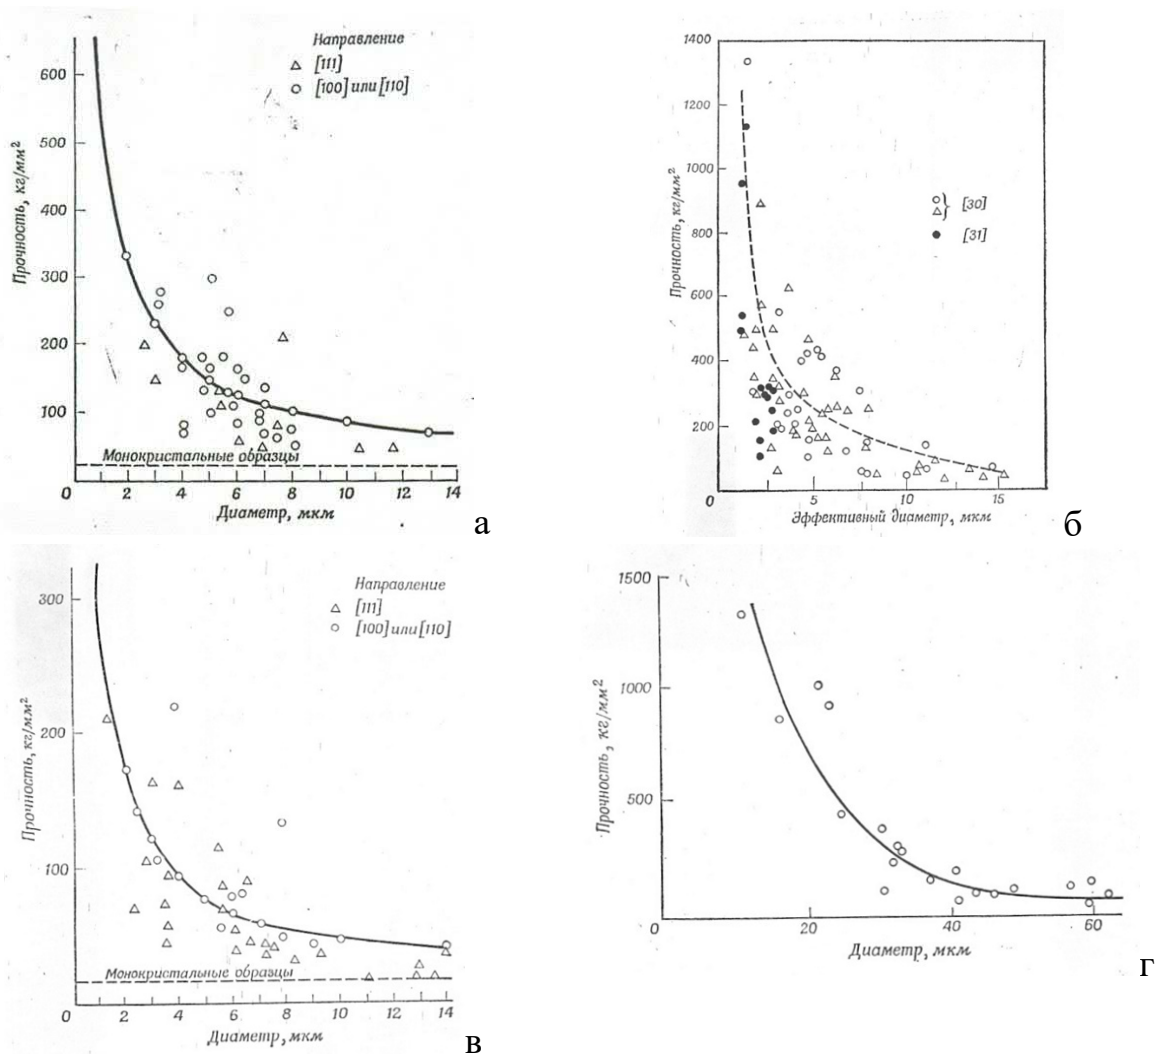 Направление
△ [111]
○ [100] или [110]
Прочность, кг/мм²
600
500
400
300
200
100
Монокристальные образцы
0 2 4 6 8 10 12 14
Диаметр, мкм
а
Прочность, кг/мм²
1400
1200
1000
800
600
400
200
0 5 10 15
○ △ } [30]
● [31]
Эффективный диаметр, мкм
б
Направление
△ [111]
○ [100] или [110]
Прочность, кг/мм²
300
200
100
Монокристальные образцы
0 2 4 6 8 10 12 14
Диаметр, мкм
в
Прочность, кг/мм²
1500
1000
500
0 20 40 60
Диаметр, мкм
г